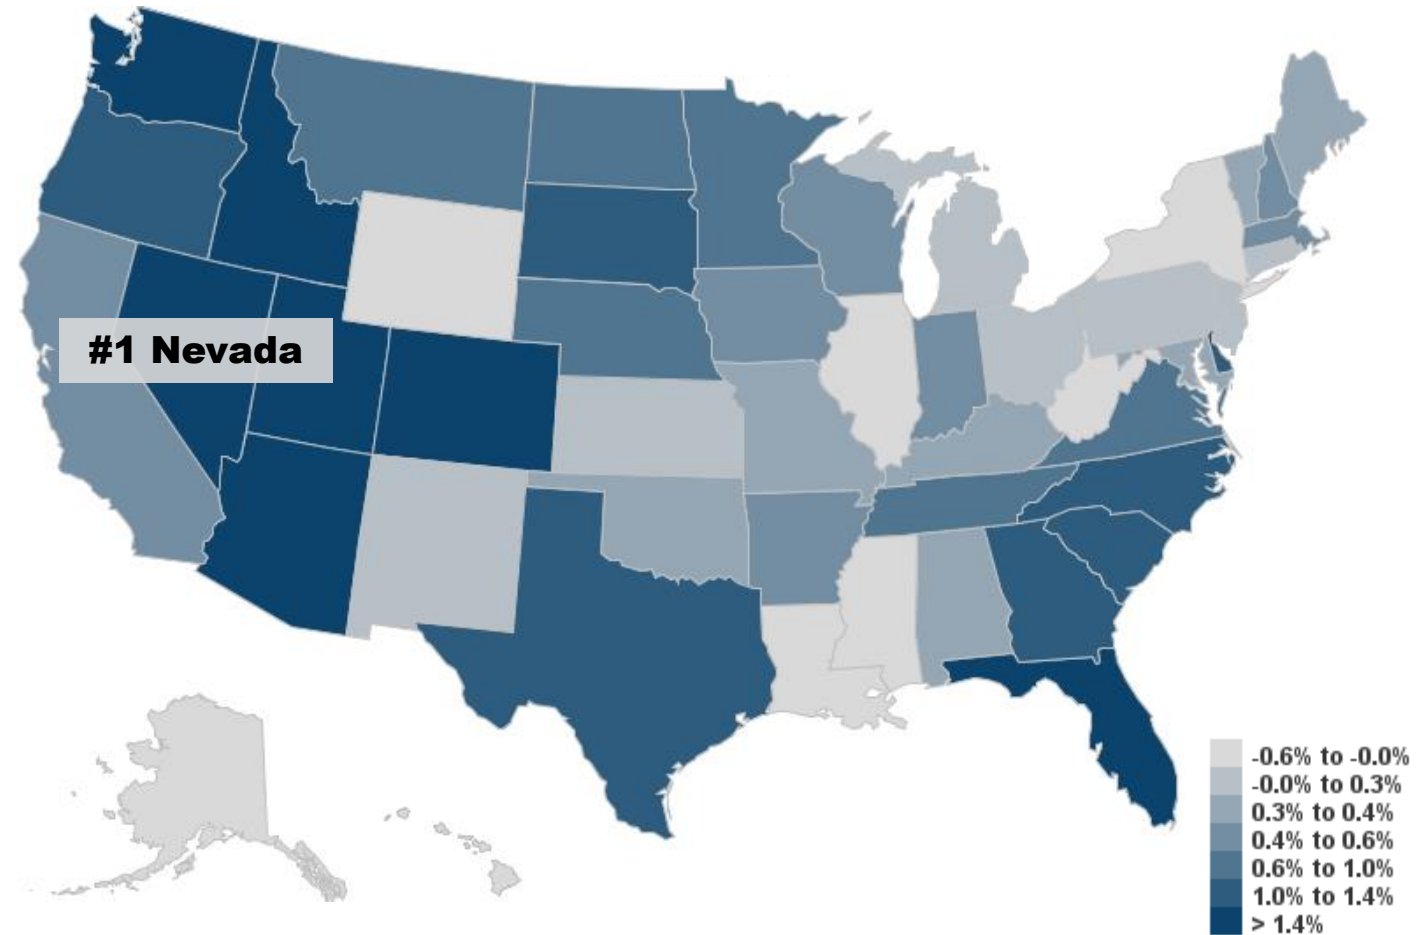 #1 Nevada
-0.6% to -0.0%
-0.0% to 0.3%
0.3% to 0.4%
0.4% to 0.6%
0.6% to 1.0%
1.0% to 1.4%
> 1.4%